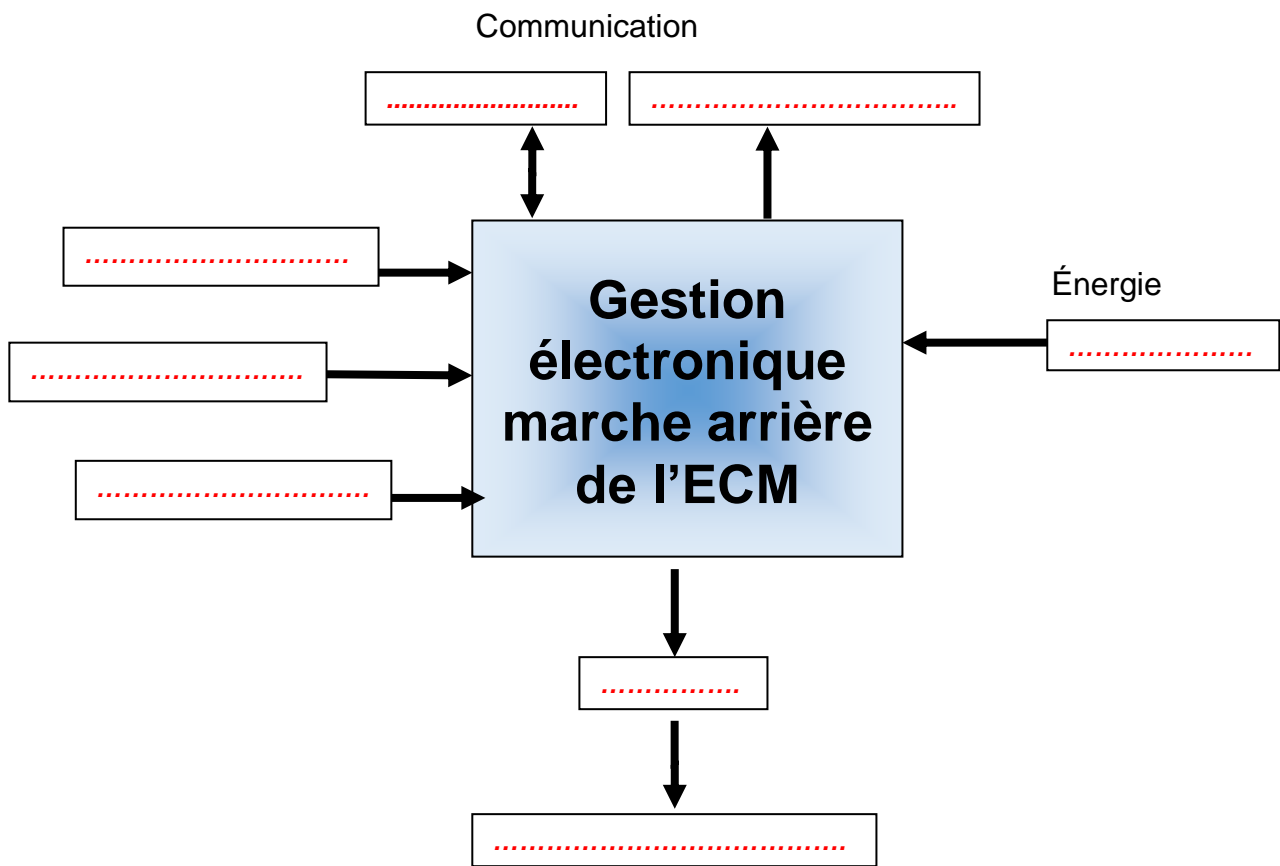 Communication
...........................
………………………………..
…………………………
………………………….
………………………….
Gestion
électronique
marche arrière
de l’ECM
Énergie
…………………
…………….
………………………………….